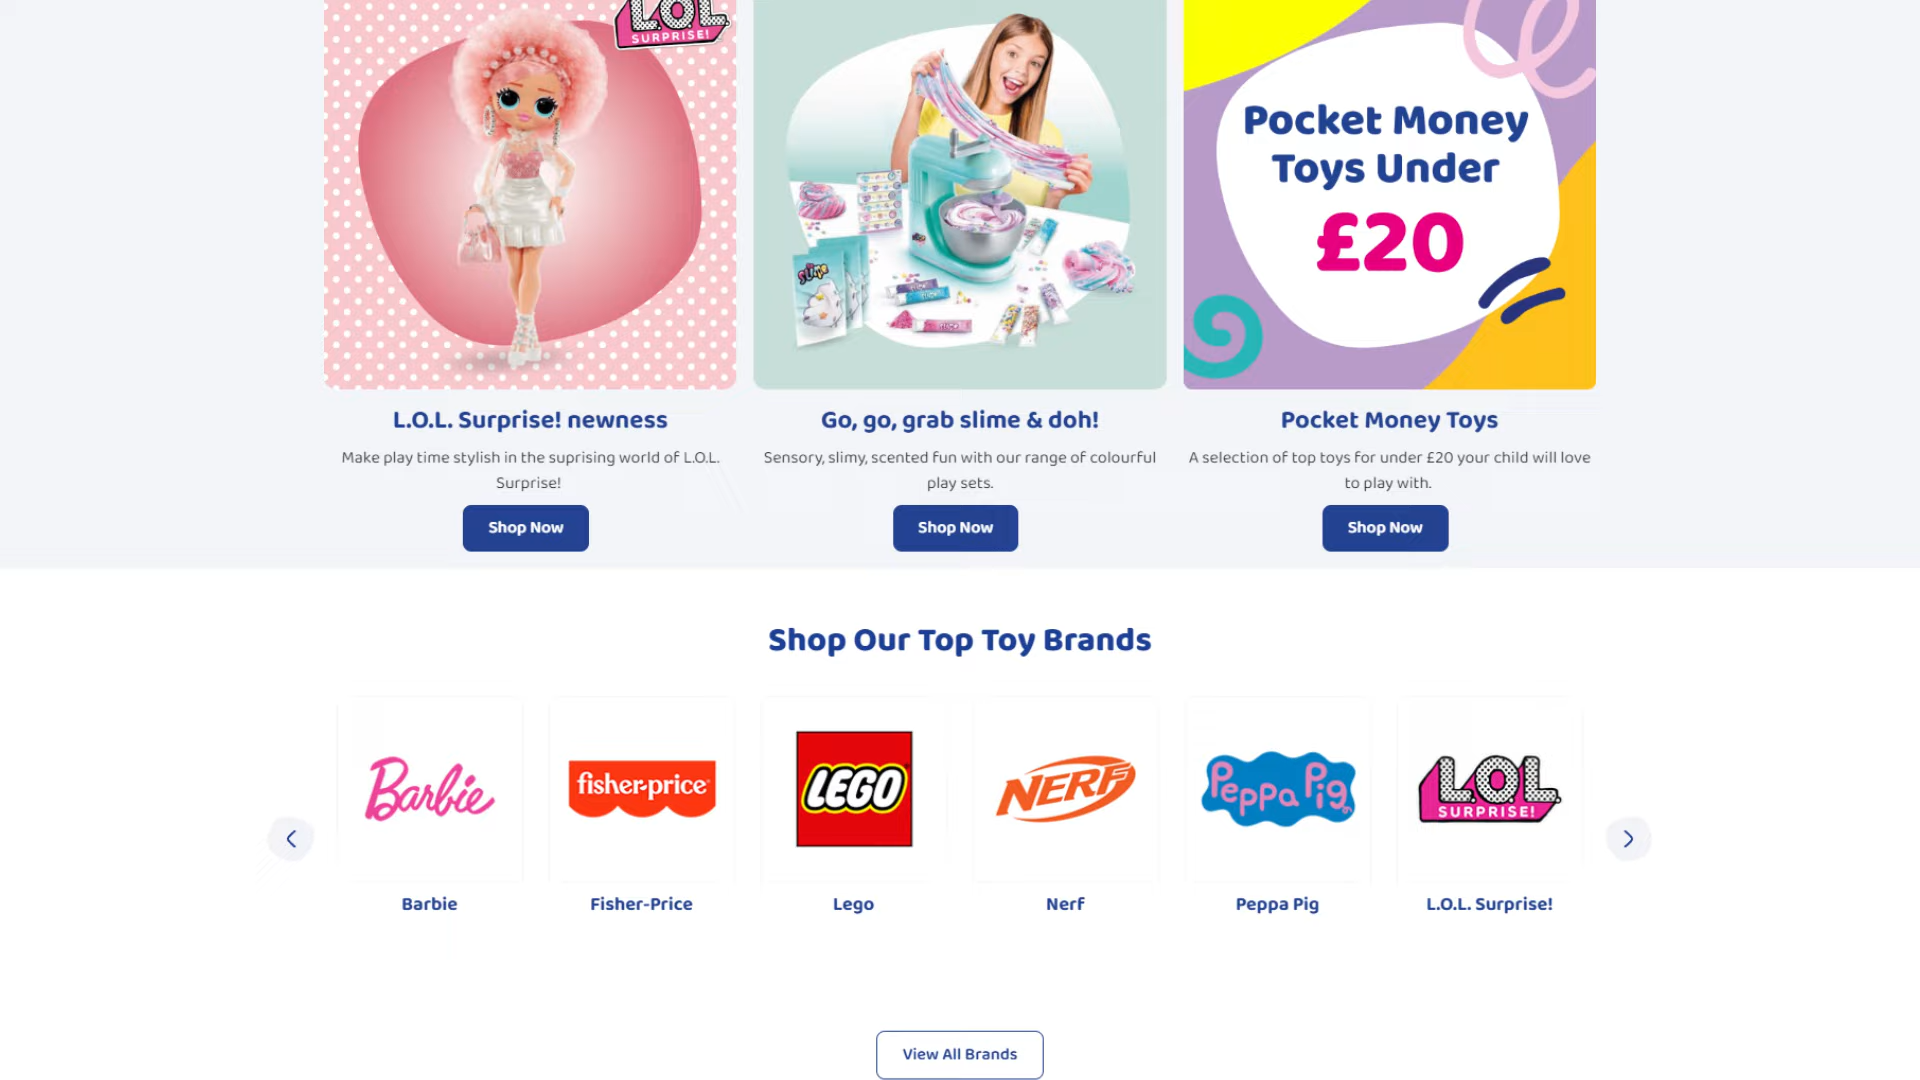 L.O.L.
SURPRISE!
Slime
Pocket Money
Toys Under
£20
L.O.L. Surprise! newness
Make play time stylish in the suprising world of L.O.L.
Surprise!
Shop Now
Go, go, grab slime & doh!
Sensory, slimy, scented fun with our range of colourful
play sets.
Shop Now
Pocket Money Toys
A selection of top toys for under £20 your child will love
to play with.
Shop Now
Shop Our Top Toy Brands
Barbie
fisher-price
LEGO
NERF
Peppa Pig
L.O.L.
SURPRISE!
Barbie
Fisher-Price
Lego
Nerf
Peppa Pig
L.O.L. Surprise!
View All Brands